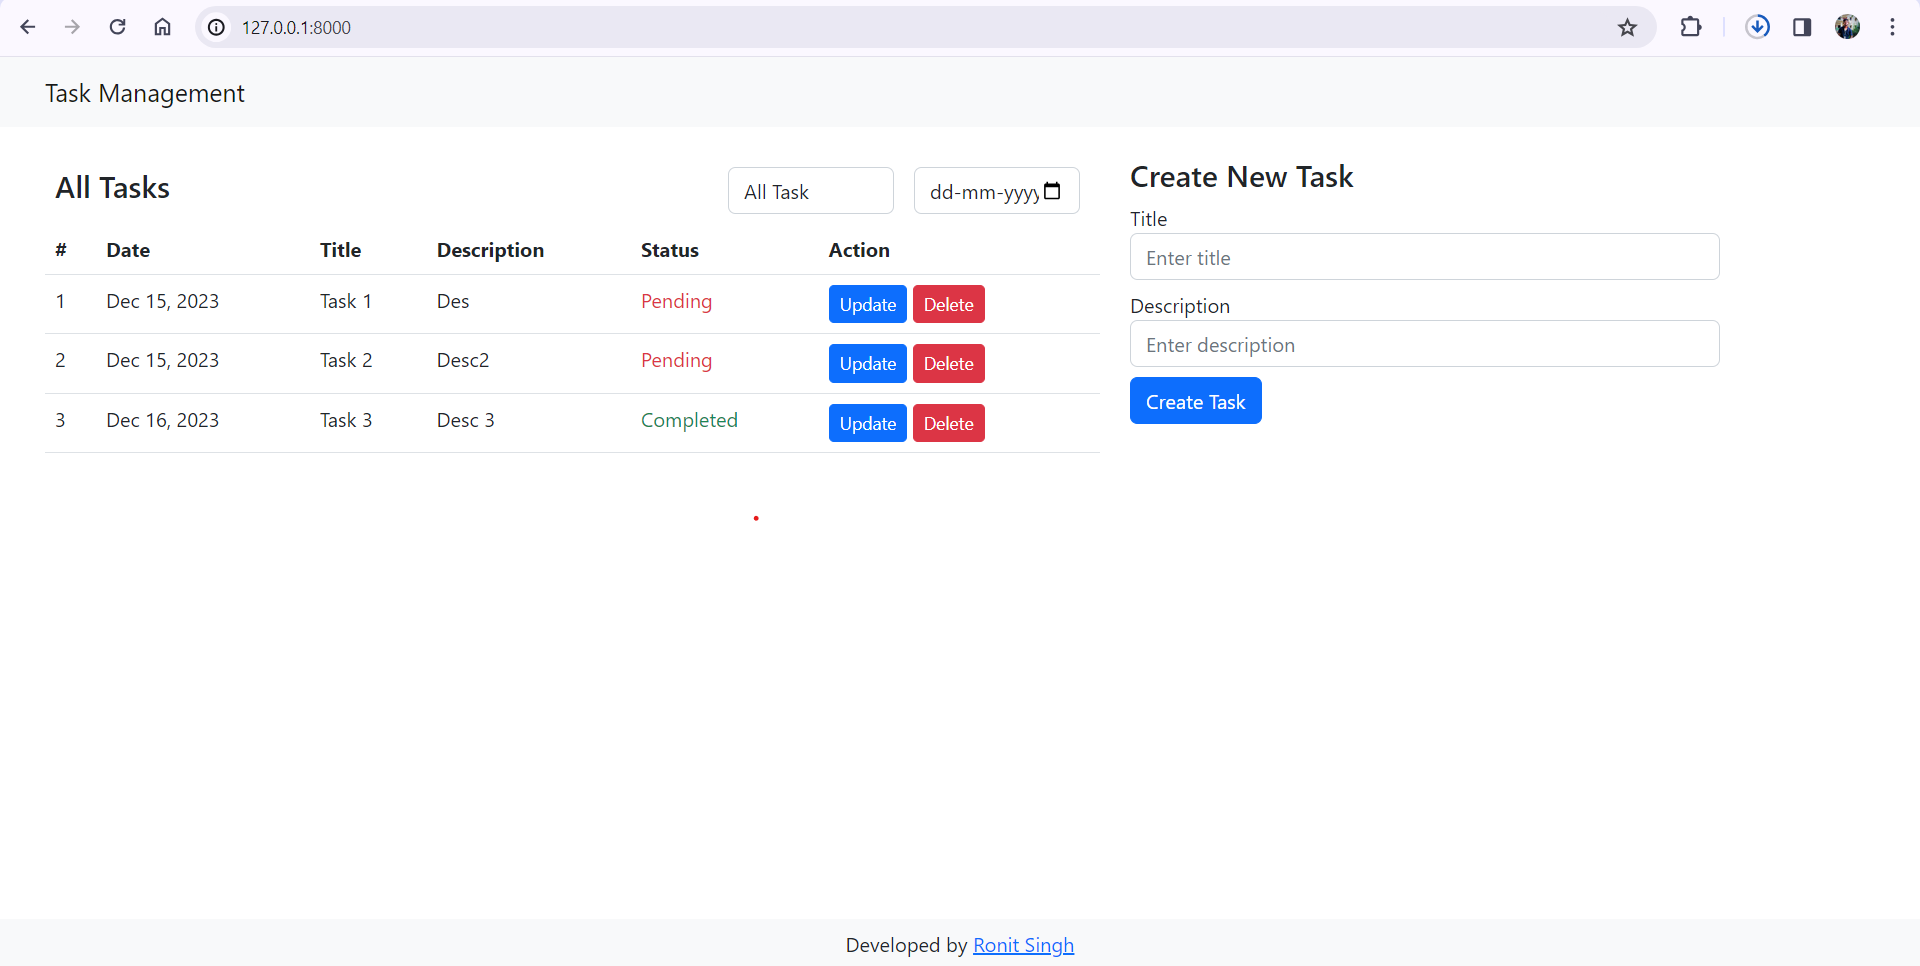 127.0.0.1:8000
Task Management
All Tasks
All Task
dd-mm-yyyy
# Date Title Description Status Action
1 Dec 15, 2023 Task 1 Des Pending Update Delete
2 Dec 15, 2023 Task 2 Desc2 Pending Update Delete
3 Dec 16, 2023 Task 3 Desc 3 Completed Update Delete
Create New Task
Title
Enter title
Description
Enter description
Create Task
Developed by Ronit Singh